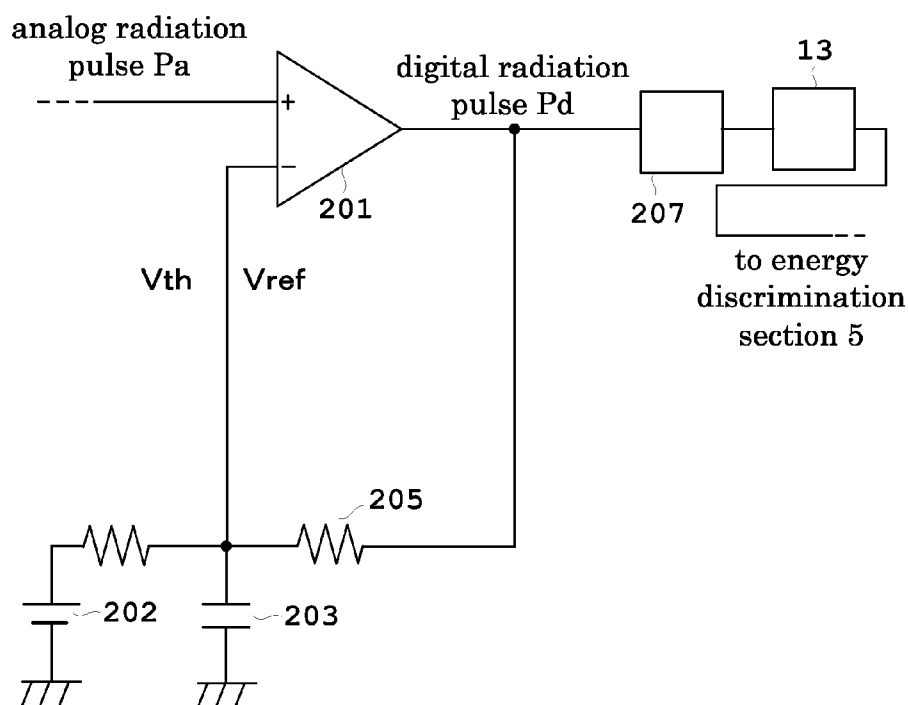 analog radiation
pulse Pa
digital radiation
pulse Pd
13
+
−
201
207
Vth
Vref
to energy
discrimination
section 5
205
202
203